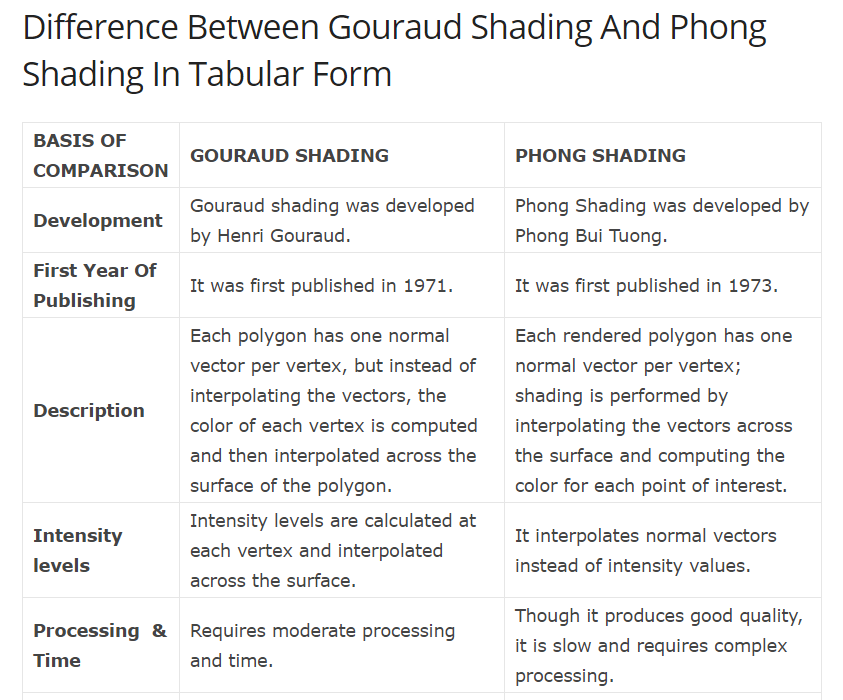 Difference Between Gouraud Shading And Phong
Shading In Tabular Form
BASIS OF
COMPARISON
GOURAUD SHADING
PHONG SHADING
Development
Gouraud shading was developed
by Henri Gouraud.
Phong Shading was developed by
Phong Bui Tuong.
First Year Of
Publishing
It was first published in 1971.
It was first published in 1973.
Description
Each polygon has one normal
vector per vertex, but instead of
interpolating the vectors, the
color of each vertex is computed
and then interpolated across the
surface of the polygon.
Each rendered polygon has one
normal vector per vertex;
shading is performed by
interpolating the vectors across
the surface and computing the
color for each point of interest.
Intensity
levels
Intensity levels are calculated at
each vertex and interpolated
across the surface.
It interpolates normal vectors
instead of intensity values.
Processing &
Time
Requires moderate processing
and time.
Though it produces good quality,
it is slow and requires complex
processing.